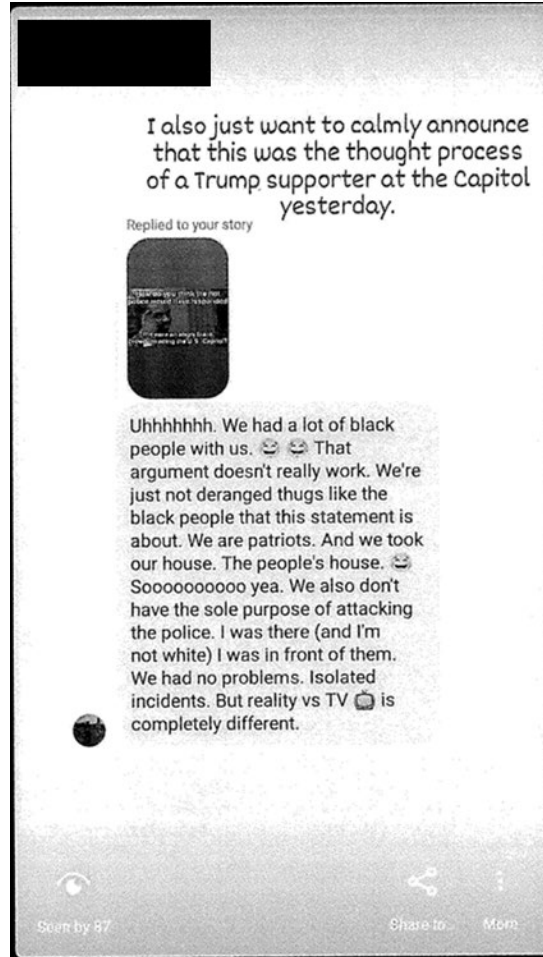 I also just want to calmly announce
that this was the thought process
of a Trump supporter at the Capitol
yesterday.
Replied to your story
Uhhhhhhh. We had a lot of black
people with us. 😂 😂 That
argument doesn't really work. We're
just not deranged thugs like the
black people that this statement is
about. We are patriots. And we took
our house. The people's house. 😂
Soooooooooo yea. We also don't
have the sole purpose of attacking
the police. I was there (and I'm
not white) I was in front of them.
We had no problems. Isolated
incidents. But reality vs TV 📺 is
completely different.
Seen by 87
Share to...
More